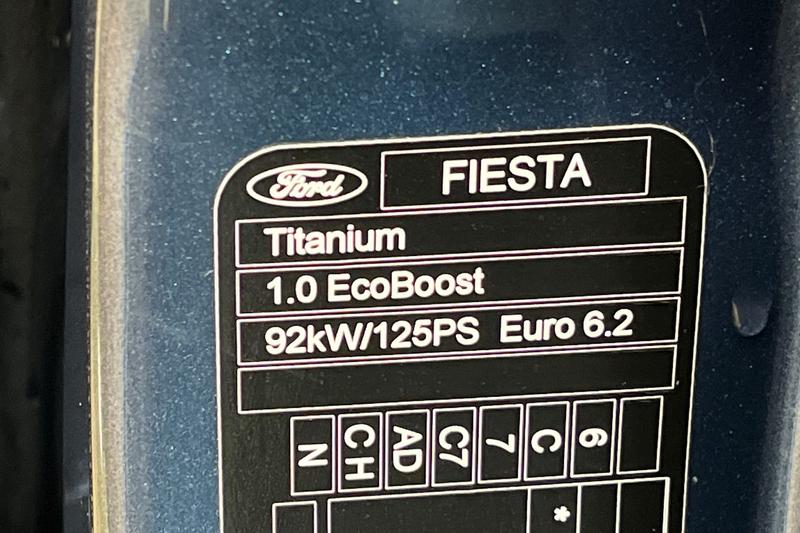 Ford FIESTA
Titanium
1.0 EcoBoost
92kW/125PS Euro 6.2
N CH AD C7 7 C 6
*